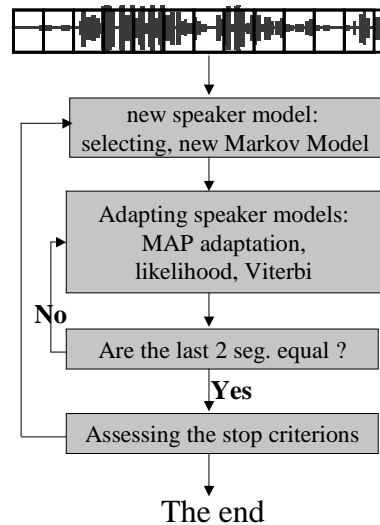 new speaker model:
selecting, new Markov Model
Adapting speaker models:
MAP adaptation,
likelihood, Viterbi
No
Are the last 2 seg. equal ?
Yes
Assessing the stop criterions
The end